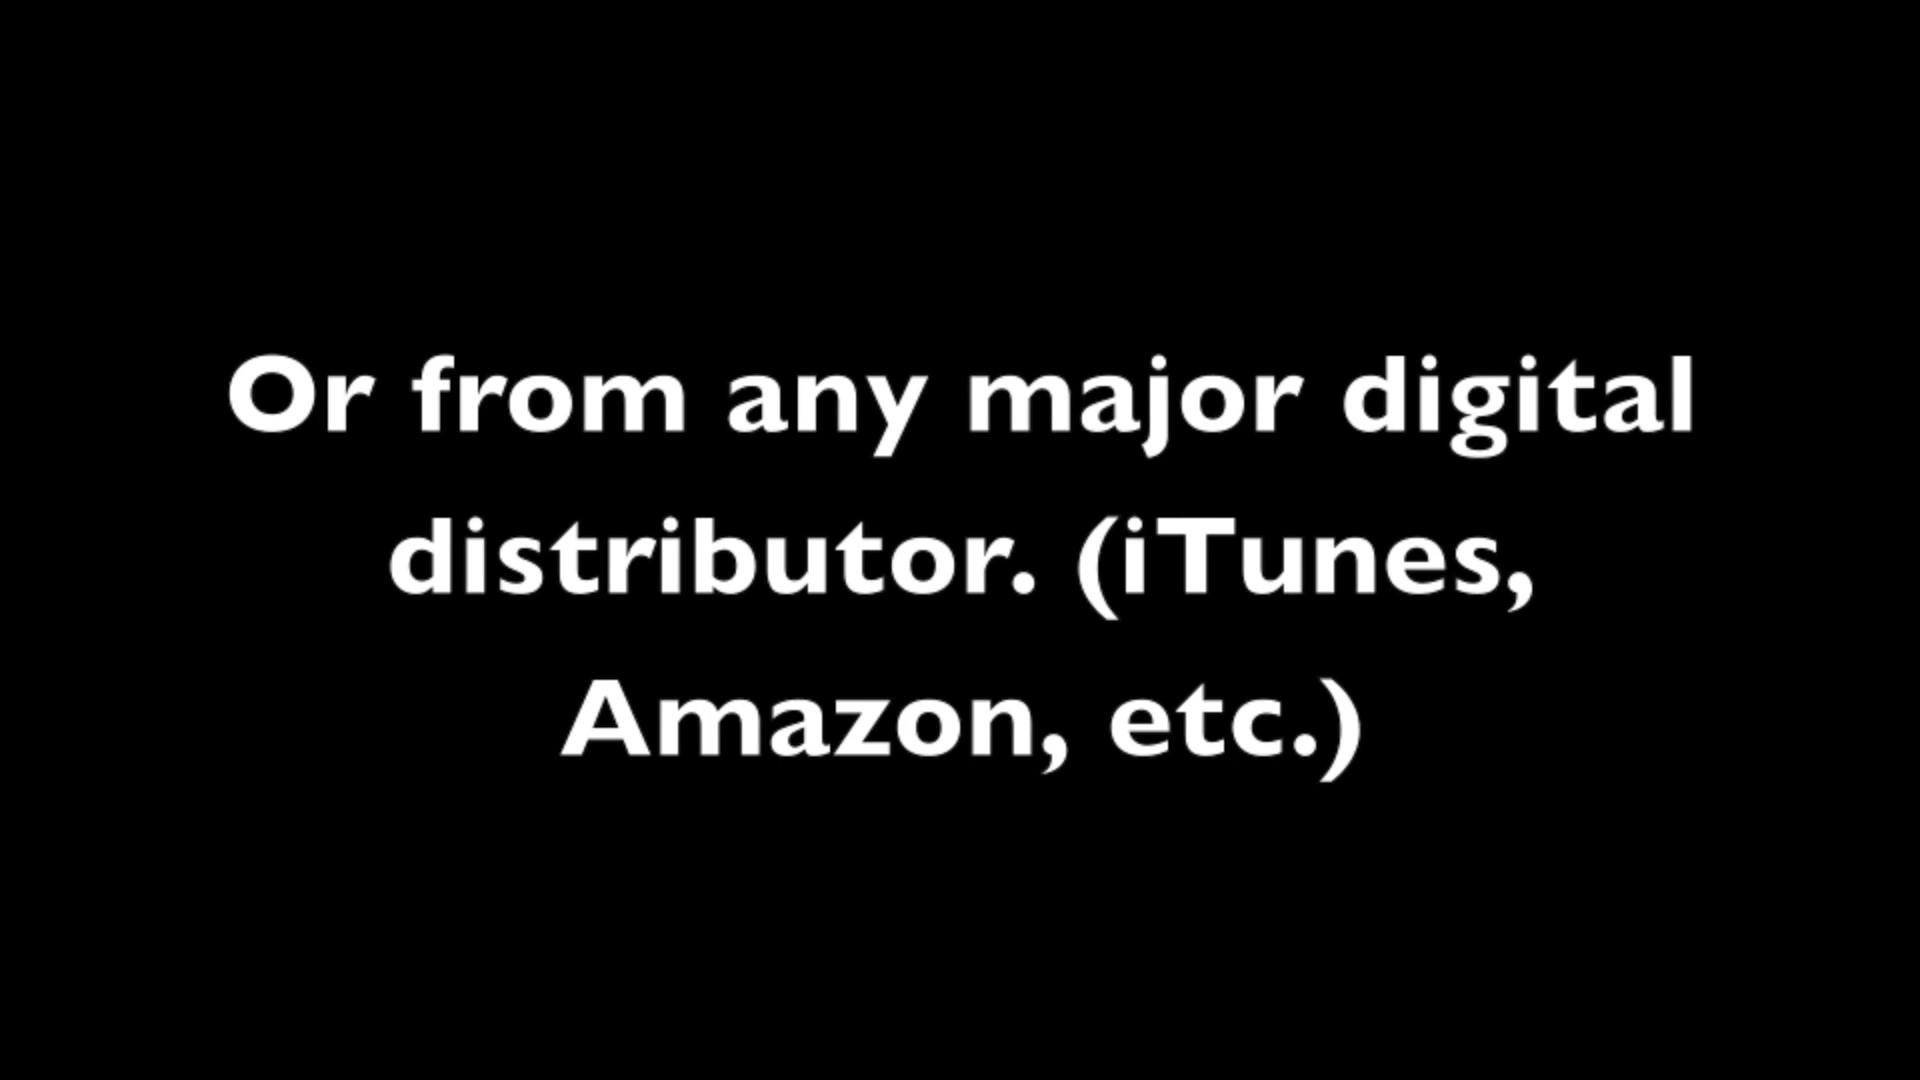 Or from any major digital
distributor. (iTunes,
Amazon, etc.)